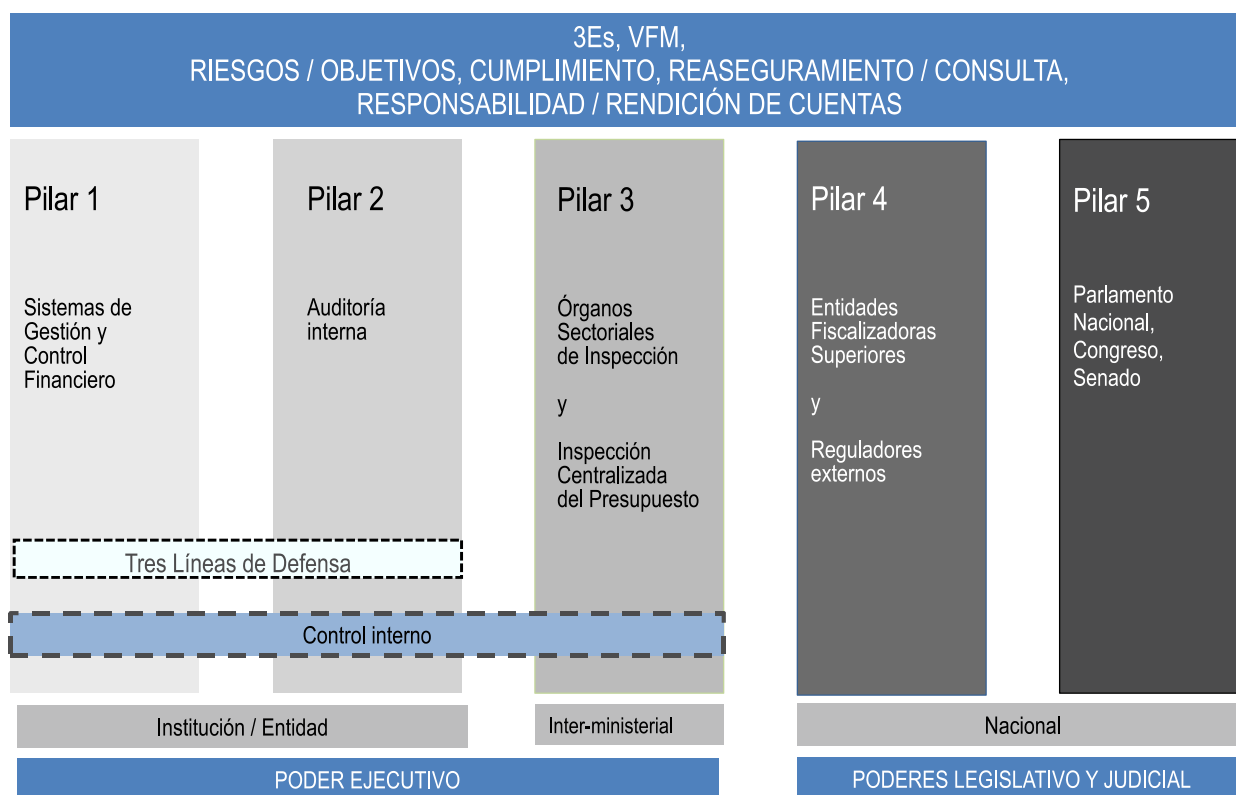 3Es, VFM,
RIESGOS / OBJETIVOS, CUMPLIMIENTO, REASEGURAMIENTO / CONSULTA,
RESPONSABILIDAD / RENDICIÓN DE CUENTAS
Pilar 1
Sistemas de
Gestión y
Control
Financiero
Pilar 2
Auditoría
interna
Pilar 3
Órganos
Sectoriales
de Inspección
y
Inspección
Centralizada
del Presupuesto
Pilar 4
Entidades
Fiscalizadoras
Superiores
y
Reguladores
externos
Pilar 5
Parlamento
Nacional,
Congreso,
Senado
Tres Líneas de Defensa
Control interno
Institución / Entidad
Inter-ministerial
Nacional
PODER EJECUTIVO
PODERES LEGISLATIVO Y JUDICIAL